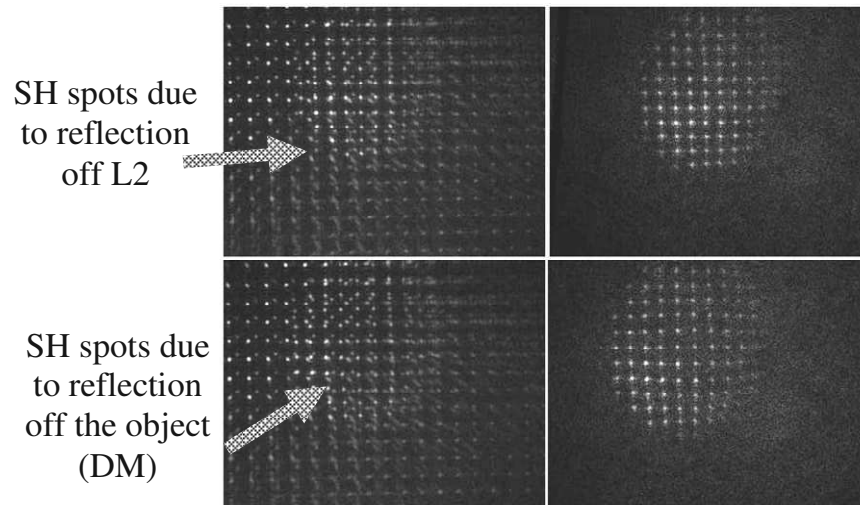 SH spots due
to reflection
off L2
SH spots due
to reflection
off the object
(DM)